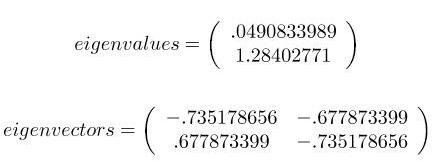 eigenvalues = ( .0490833989
1.28402771 )
eigenvectors = ( −.735178656 −.677873399
.677873399 −.735178656 )